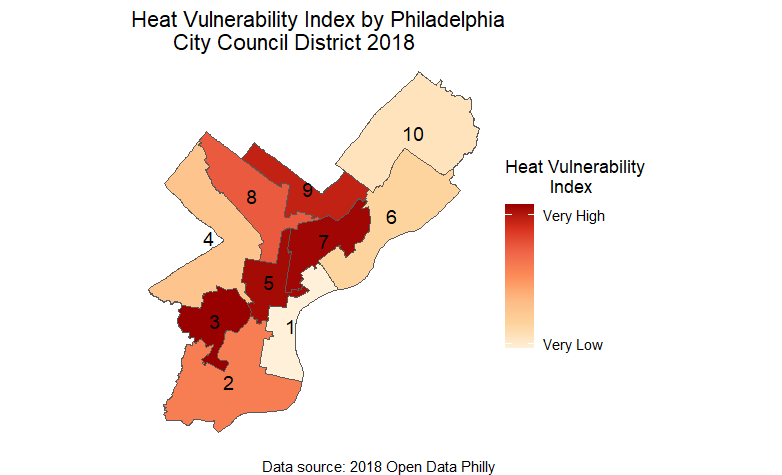 Heat Vulnerability Index by Philadelphia
City Council District 2018
10
Heat Vulnerability
Index
9
8
Very High
6
4
7
5
3
1
Very Low
2
Data source: 2018 Open Data Philly